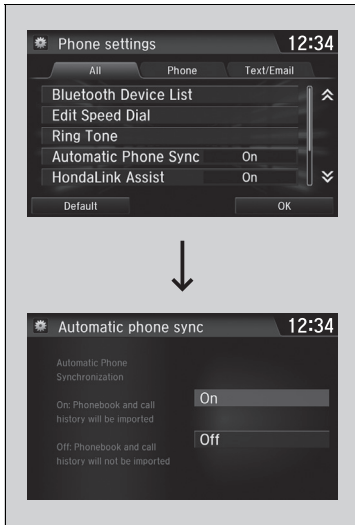 Phone settings 12:34
All Phone Text/Email
Bluetooth Device List
Edit Speed Dial
Ring Tone
Automatic Phone Sync On
HondaLink Assist On
Default OK
Automatic phone sync 12:34
Automatic Phone
Synchronization
On: Phonebook and call
history will be imported
Off: Phonebook and call
history will not be imported
On
Off